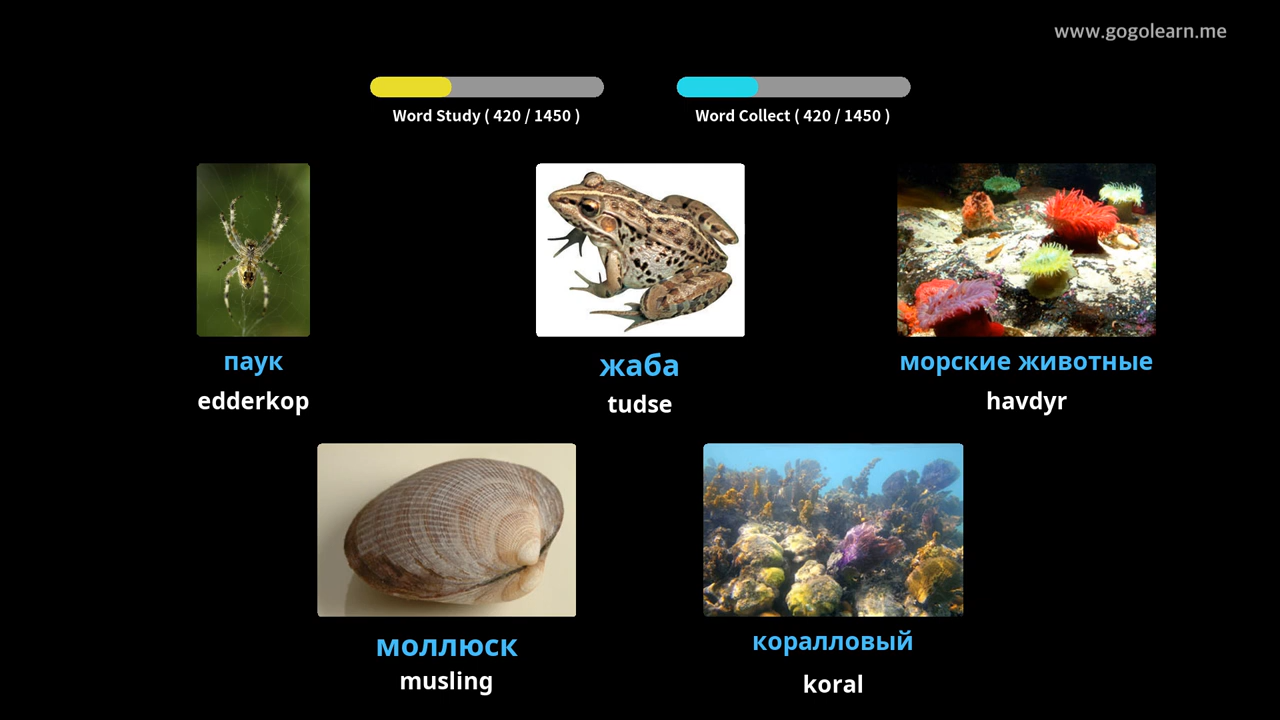 www.gogolearn.me
Word Study ( 420 / 1450 )
Word Collect ( 420 / 1450 )
паук
edderkop
жаба
tudse
морские животные
havdyr
моллюск
musling
коралловый
koral